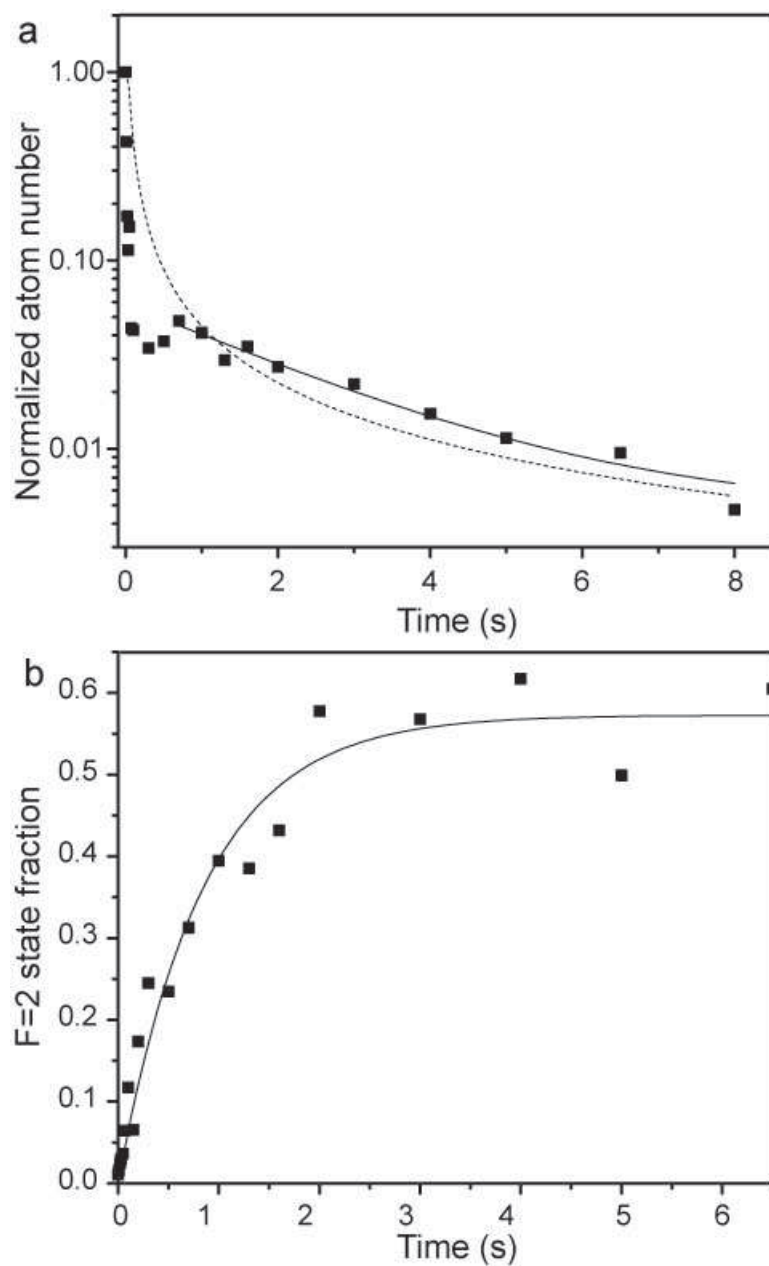 a
Normalized atom number
1.00
0.10
0.01
0 2 4 6 8
Time (s)
b
F=2 state fraction
0.6
0.5
0.4
0.3
0.2
0.1
0.0
0 1 2 3 4 5 6
Time (s)